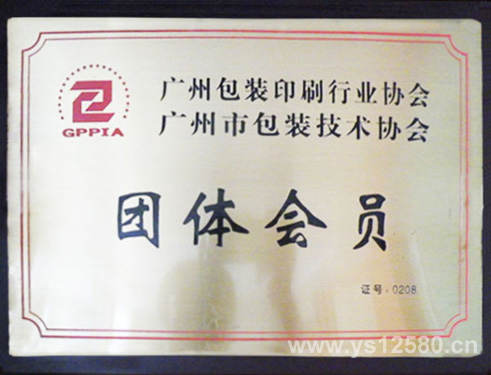 广州包装印刷行业协会
GPPIA
广州市包装技术协会
团体会员
证号:0208
www.ys12580.cn